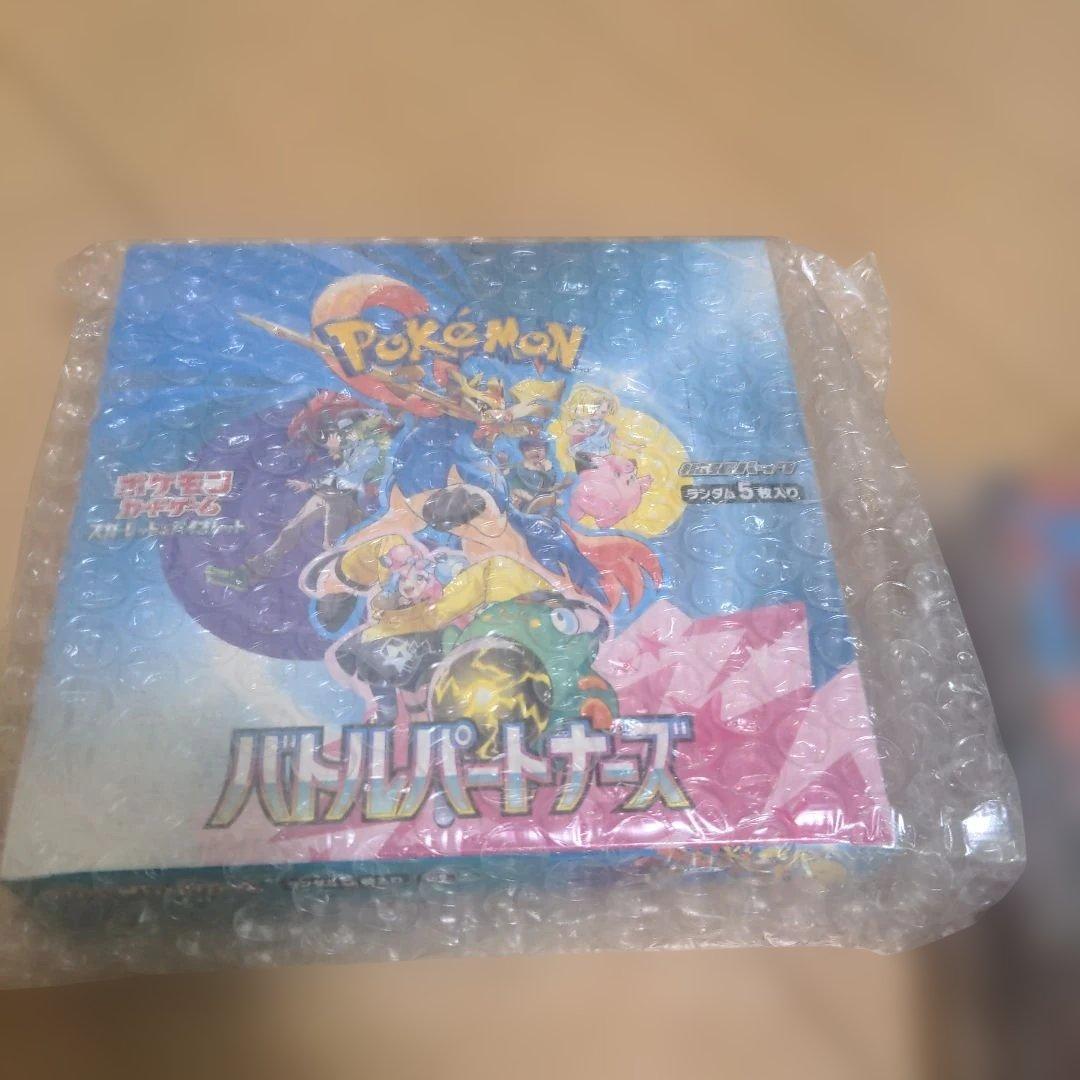 POKÉMON
ポケモン
カードゲーム
スカーレット&バイオレット
拡張パック
ランダム5枚入り
バトルパートナーズ